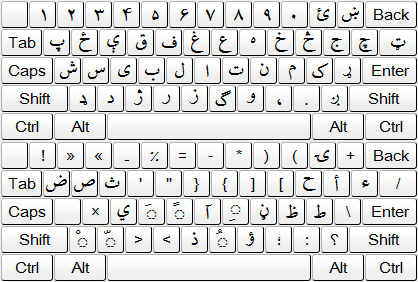 ۱ ۲ ۳ ۴ ۵ ۶ ۷ ۸ ۹ ۰ ئ ښ Back
Tab پ ځ ې ق ف غ ع ه خ څ ج چ ټ
Caps ش س ی ب ل ا ت ن م ک ړ Enter
Shift ډ د ژ ر ز گ و ، . ږ Shift
Ctrl Alt Alt Ctrl
! » « ـ ٪ = - * ) ( ۍ + Back
Tab ض ص ث ' " } { ] [ ح أ ء /
Caps × ي آ ڼ ظ ط \ Enter
Shift ◌ْ ◌ّ > < ذ ◌ُ ؤ ؛ : ؟ Shift
Ctrl Alt Alt Ctrl